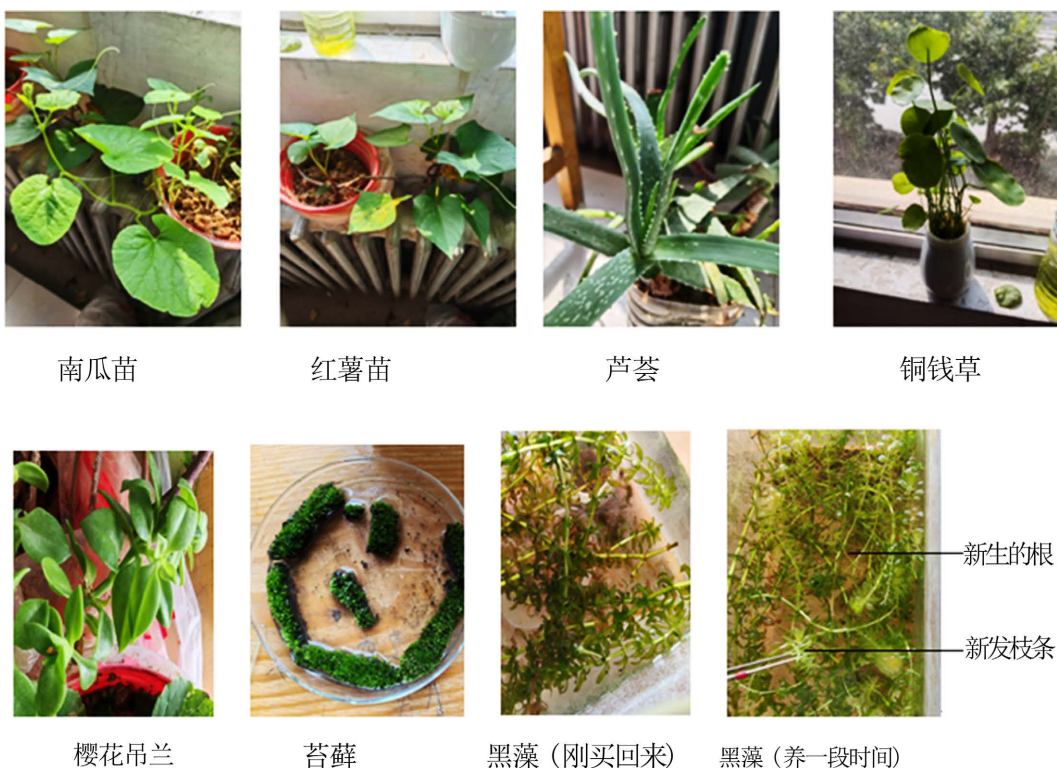 南瓜苗
红薯苗
芦荟
铜钱草
新生的根
新发枝条
樱花吊兰
苔藓
黑藻（刚买回来）
黑藻（养一段时间）